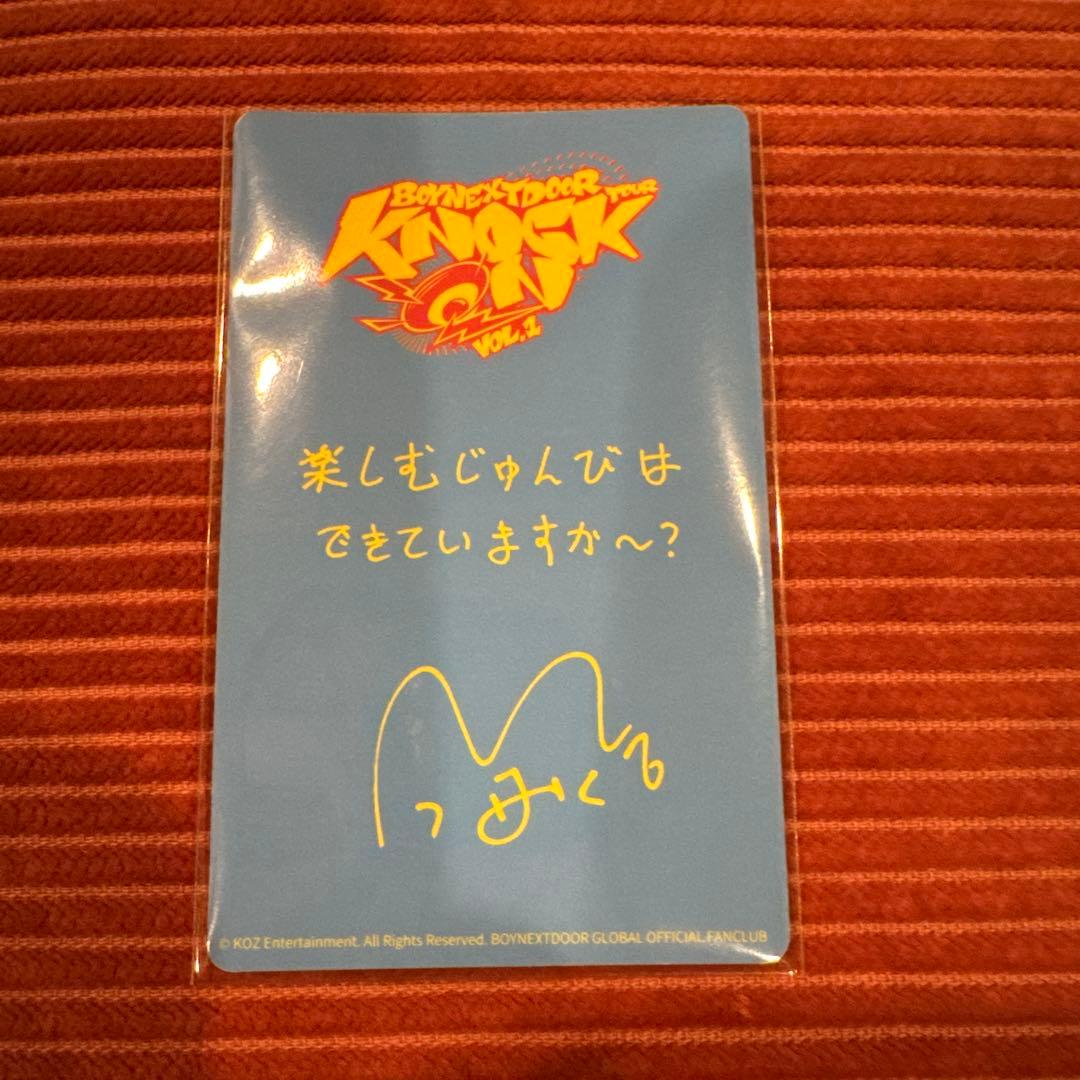 BOYNEXTDOOR TOUR
KNOCK
ON
VOL.1
楽しむじゅんびは
できていますか〜?
© KOZ Entertainment. All Rights Reserved. BOYNEXTDOOR GLOBAL OFFICIAL FANCLUB